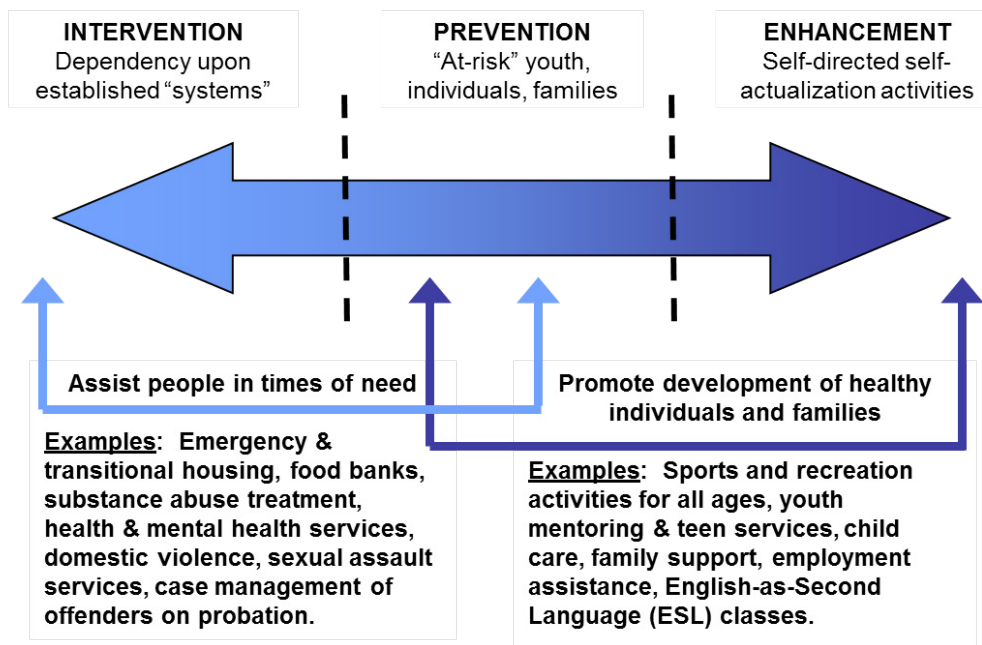 INTERVENTION
Dependency upon
established “systems”
PREVENTION
“At-risk” youth,
individuals, families
ENHANCEMENT
Self-directed self-
actualization activities
Assist people in times of need
Examples: Emergency &
transitional housing, food banks,
substance abuse treatment,
health & mental health services,
domestic violence, sexual assault
services, case management of
offenders on probation.
Promote development of healthy
individuals and families
Examples: Sports and recreation
activities for all ages, youth
mentoring & teen services, child
care, family support, employment
assistance, English-as-Second
Language (ESL) classes.